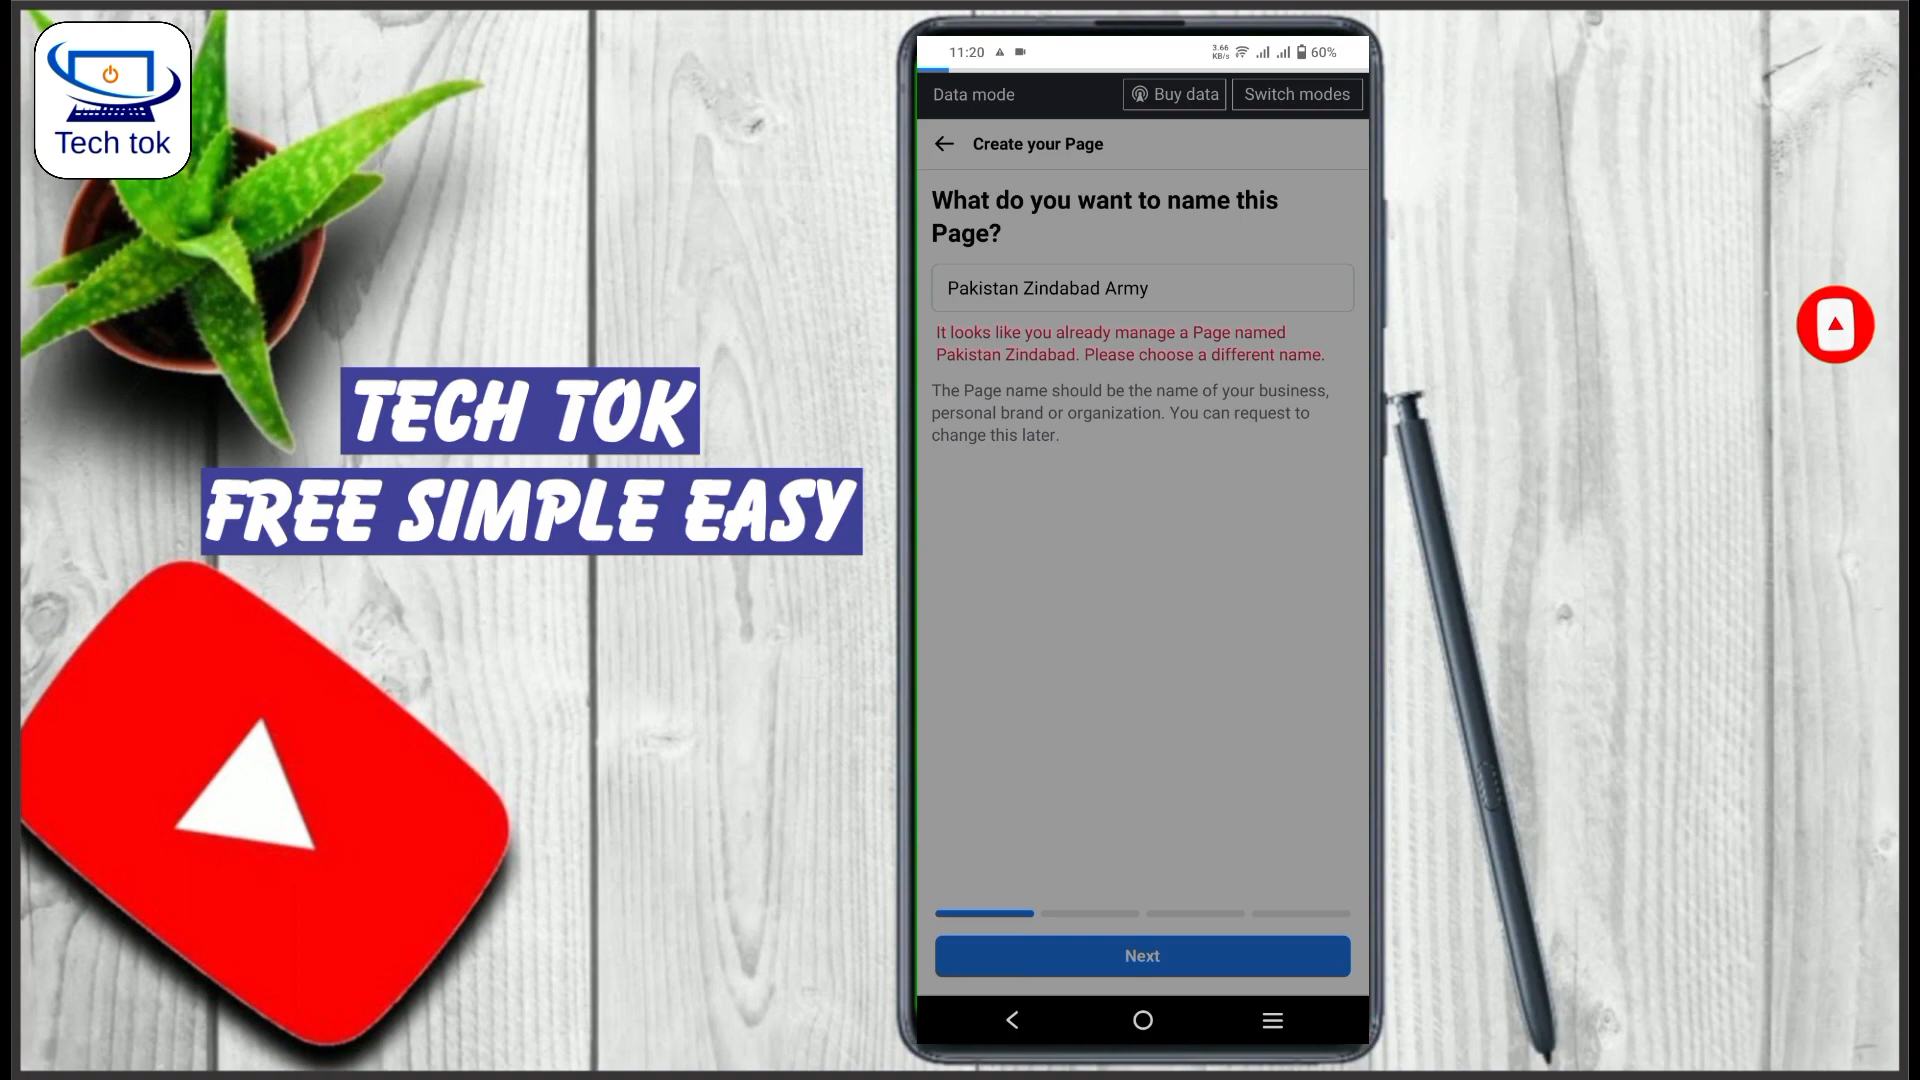 Tech tok
TECH TOK
FREE SIMPLE EASY
11:20
3.66
KB/s
60%
Data mode
Buy data
Switch modes
Create your Page
What do you want to name this
Page?
Pakistan Zindabad Army
It looks like you already manage a Page named
Pakistan Zindabad. Please choose a different name.
The Page name should be the name of your business,
personal brand or organization. You can request to
change this later.
Next